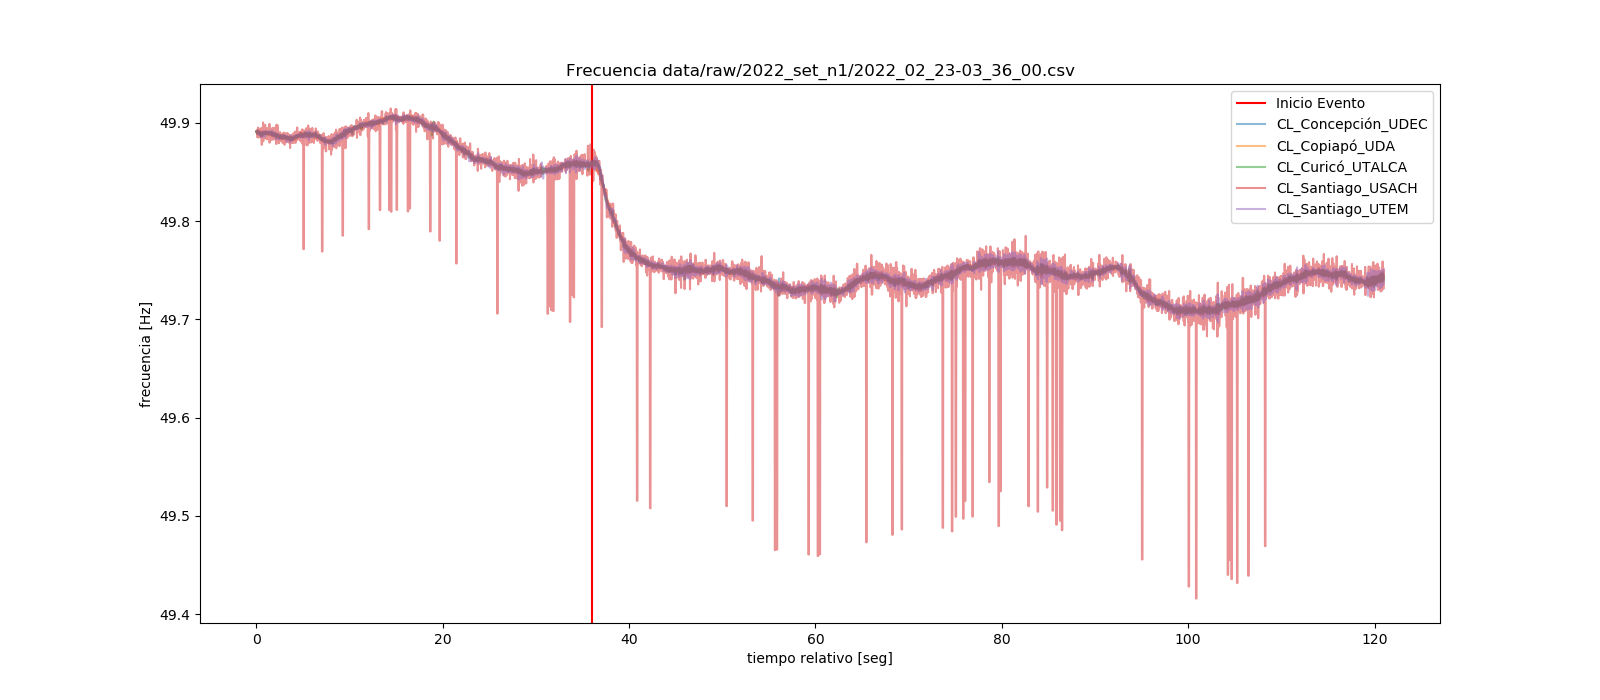 Frecuencia data/raw/2022_set_n1/2022_02_23-03_36_00.csv
Inicio Evento
CL_Concepción_UDEC
CL_Copiapó_UDA
CL_Curicó_UTALCA
CL_Santiago_USACH
CL_Santiago_UTEM
frecuencia [Hz]
49.9
49.8
49.7
49.6
49.5
49.4
0 20 40 60 80 100 120
tiempo relativo [seg]